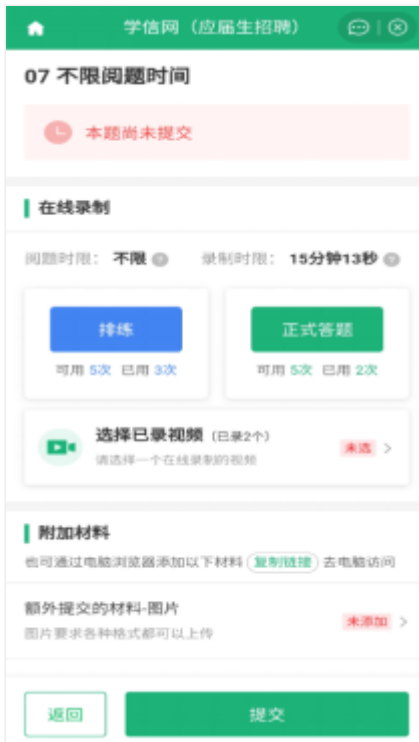 学信网（应届生招聘）
07 不限阅题时间
本题尚未提交
在线录制
阅题时限： 不限 录制时限： 15分钟13秒
排练 正式答题
可用 5次 已用 3次 可用 5次 已用 2次
选择已录视频（已录2个）
请选择一个在线录制的视频
未选
附加材料
也可通过电脑浏览器添加以下材料 复制链接 去电脑访问
额外提交的材料-图片
图片要求各种格式都可以上传
未添加
返回 提交